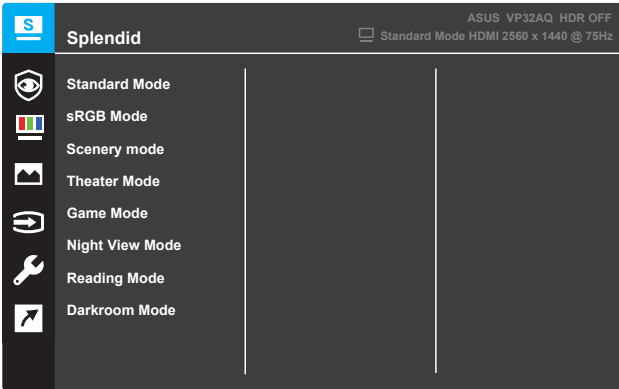 S
ASUS VP32AQ HDR OFF
Splendid
Standard Mode HDMI 2560 x 1440 @ 75Hz
Standard Mode
sRGB Mode
Scenery mode
Theater Mode
Game Mode
Night View Mode
Reading Mode
Darkroom Mode